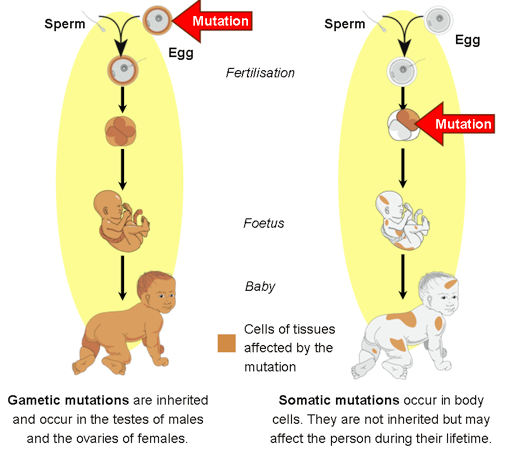 Sperm
Mutation
Egg
Fertilisation
Foetus
Baby
Cells of tissues
affected by the
mutation
Sperm
Egg
Mutation
Gametic mutations are inherited
and occur in the testes of males
and the ovaries of females.
Somatic mutations occur in body
cells. They are not inherited but may
affect the person during their lifetime.